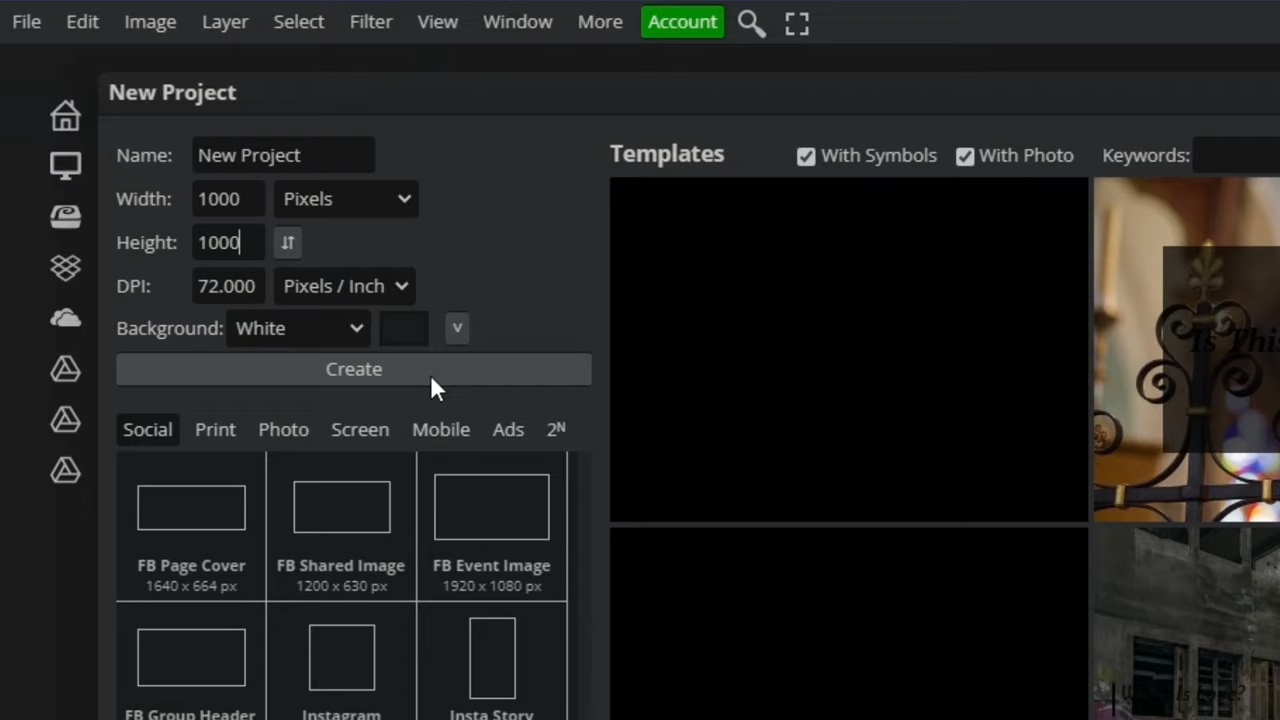 File Edit Image Layer Select Filter View Window More Account
New Project
Name: New Project
Width: 1000 Pixels
Height: 1000
DPI: 72.000 Pixels / Inch
Background: White v
Create
Social Print Photo Screen Mobile Ads 2ᴺ
FB Page Cover FB Shared Image FB Event Image
1640 x 664 px 1200 x 630 px 1920 x 1080 px
FB Group Header Instagram Insta Story
Templates With Symbols With Photo Keywords:
Is This